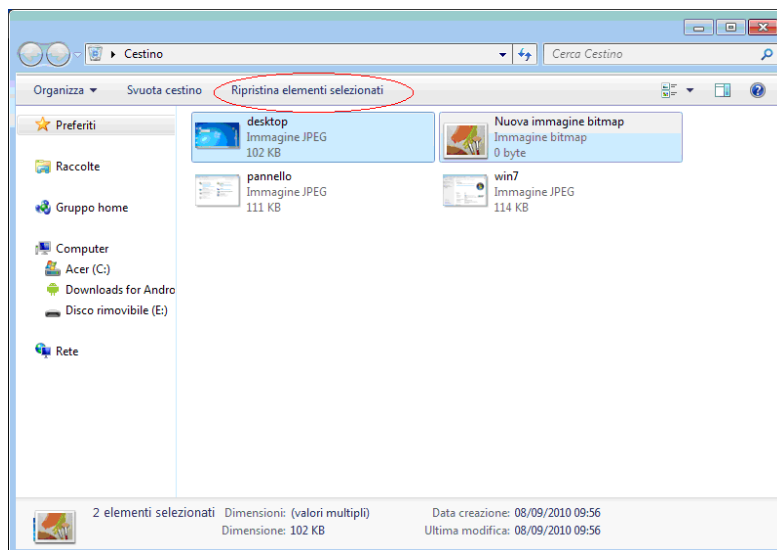 Cestino
Cerca Cestino
Organizza Svuota cestino Ripristina elementi selezionati
Preferiti
Raccolte
Gruppo home
Computer
Acer (C:)
Downloads for Andro
Disco rimovibile (E:)
Rete
desktop
Immagine JPEG
102 KB
Nuova immagine bitmap
Immagine bitmap
0 byte
pannello
Immagine JPEG
111 KB
win7
Immagine JPEG
114 KB
2 elementi selezionati Dimensioni: (valori multipli) Data creazione: 08/09/2010 09:56
Dimensione: 102 KB Ultima modifica: 08/09/2010 09:56